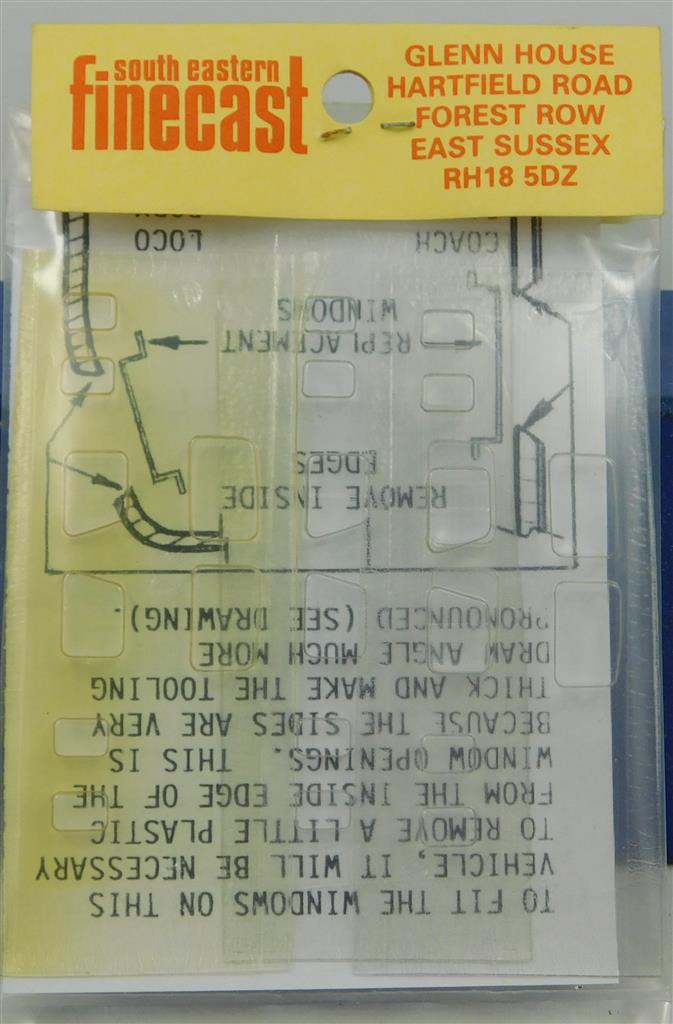 south eastern
finecast
GLENN HOUSE
HARTFIELD ROAD
FOREST ROW
EAST SUSSEX
RH18 5DZ
TO FIT THE WINDOWS ON THIS
VEHICLE, IT WILL BE NECESSARY
TO REMOVE A LITTLE PLASTIC
FROM THE INSIDE EDGE OF THE
WINDOW OPENINGS. THIS IS
BECAUSE THE SIDES ARE VERY
THICK AND MAKE THE TOOLING
DRAW ANGLE MUCH MORE
PRONOUNCED (SEE DRAWING).
REMOVE INSIDE
EDGES
REPLACEMENT
WINDOWS
COACH
LOCO
BODY